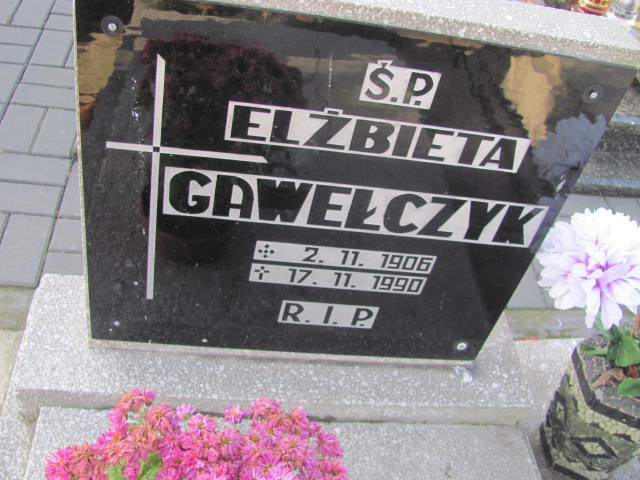 Ś.P.
ELŻBIETA
GAWEŁCZYK
2. 11. 1906
✝ 17. 11. 1990
R. I. P.